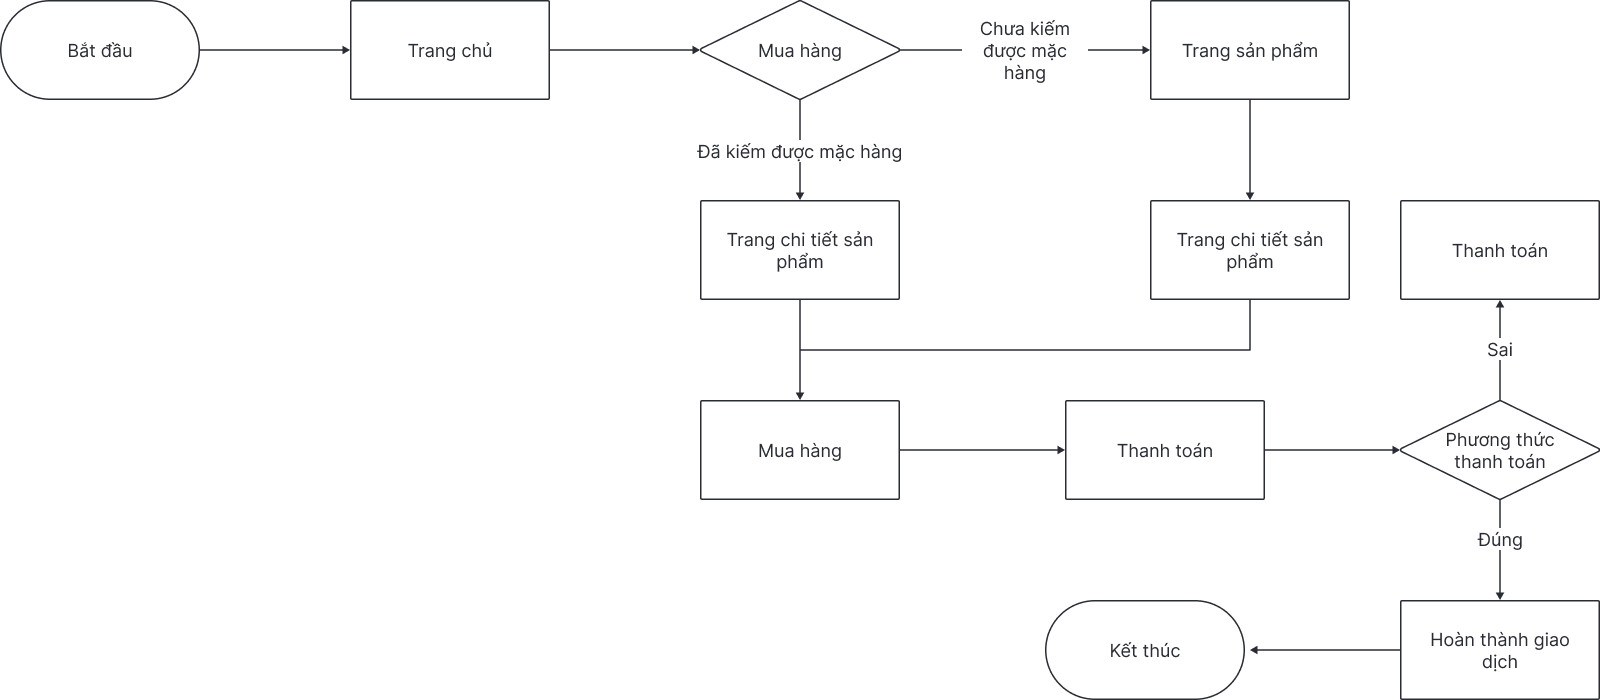 Bắt đầu
Trang chủ
Mua hàng
Chưa kiếm
được mặc
hàng
Trang sản phẩm
Đã kiếm được mặc hàng
Trang chi tiết sản
phẩm
Trang chi tiết sản
phẩm
Thanh toán
Sai
Mua hàng
Thanh toán
Phương thức
thanh toán
Đúng
Kết thúc
Hoàn thành giao
dịch